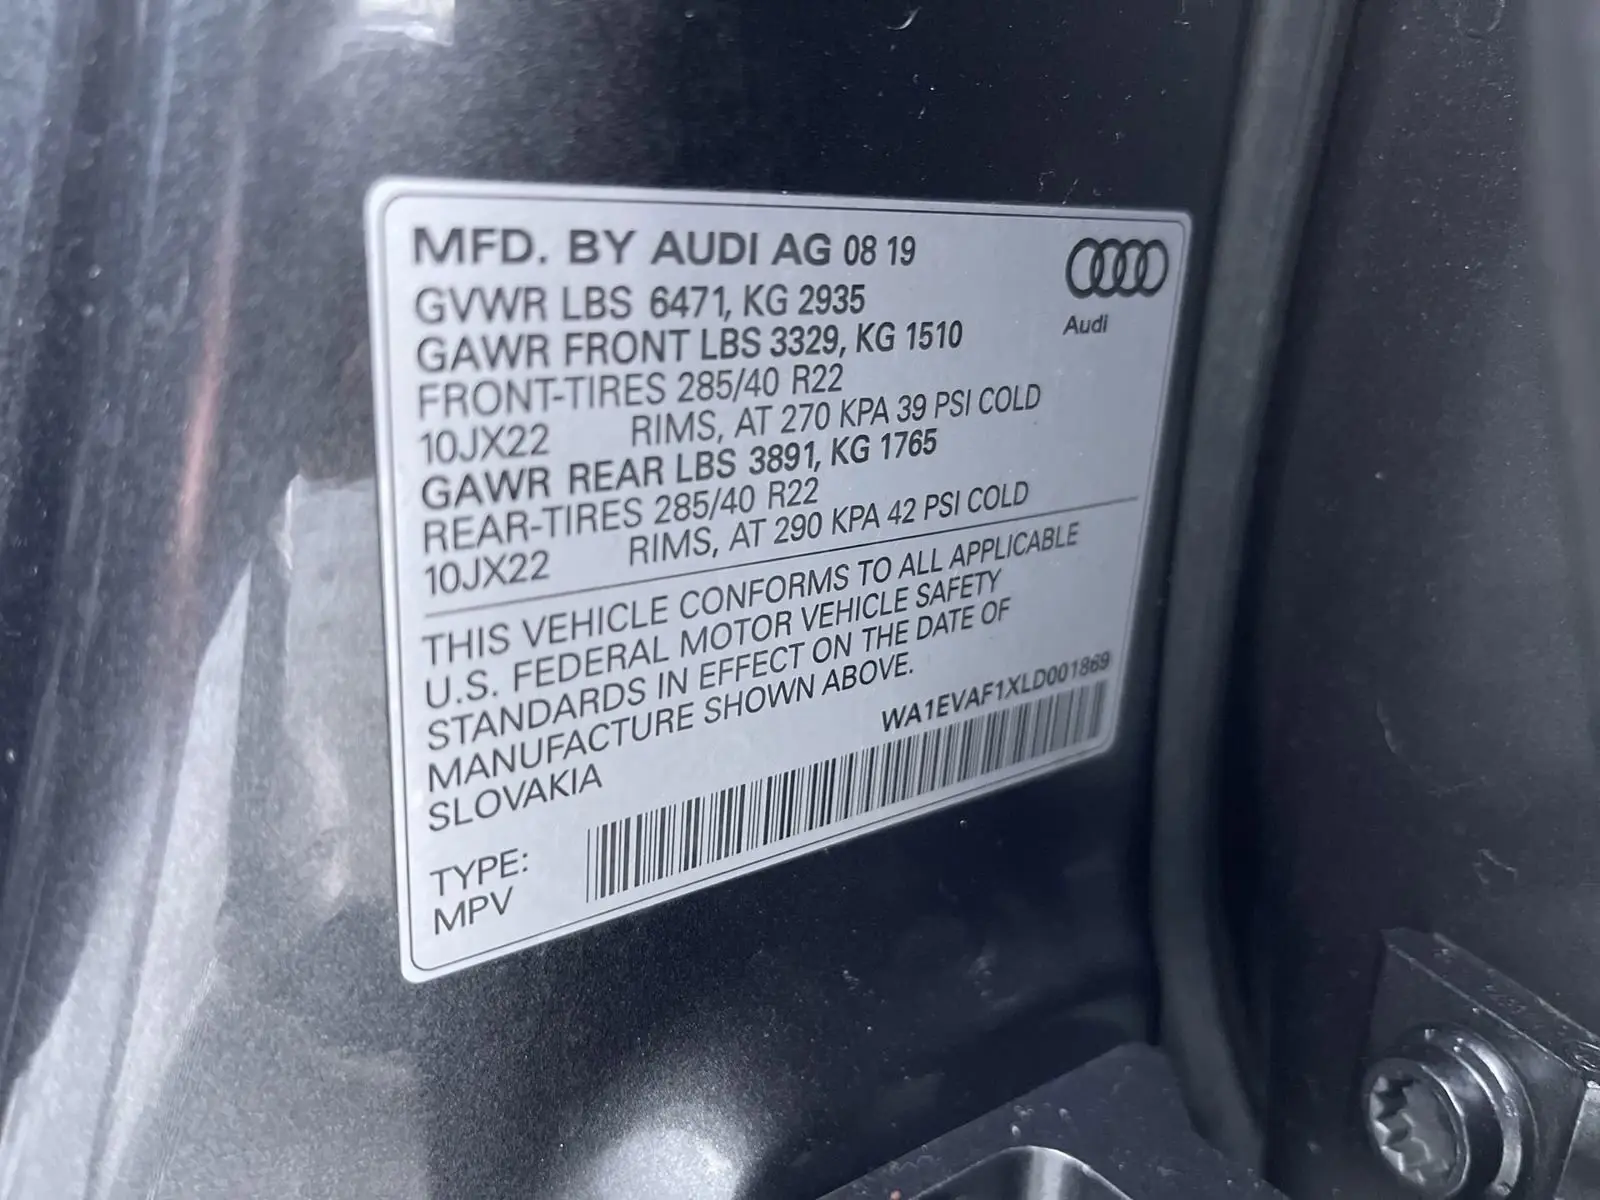 MFD. BY AUDI AG 08 19
GVWR LBS 6471, KG 2935
GAWR FRONT LBS 3329, KG 1510
FRONT-TIRES 285/40 R22
10JX22 RIMS, AT 270 KPA 39 PSI COLD
GAWR REAR LBS 3891, KG 1765
REAR-TIRES 285/40 R22
10JX22 RIMS, AT 290 KPA 42 PSI COLD
Audi
THIS VEHICLE CONFORMS TO ALL APPLICABLE
U.S. FEDERAL MOTOR VEHICLE SAFETY
STANDARDS IN EFFECT ON THE DATE OF
MANUFACTURE SHOWN ABOVE.
SLOVAKIA
WA1EVAF1XLD001869
TYPE:
MPV